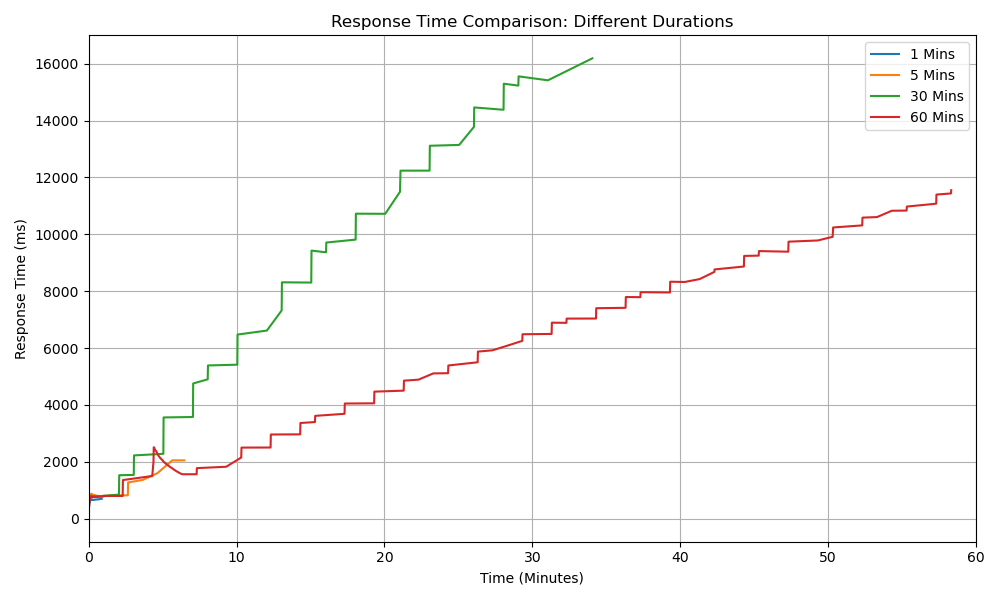 Response Time Comparison: Different Durations
1 Mins
5 Mins
30 Mins
60 Mins
16000
14000
12000
10000
8000
6000
4000
2000
0
Response Time (ms)
0 10 20 30 40 50 60
Time (Minutes)